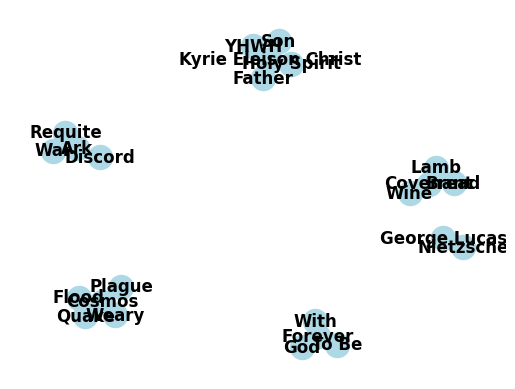 Son
YHWH
Kyrie Eleison Christ
Holy Spirit
Father
Requite
Ark
War
Discord
Lamb
Covenant
Bread
Wine
George Lucas
Nietzsche
Plague
Flood
Cosmos
Quake
Weary
With
Forever
God
To Be